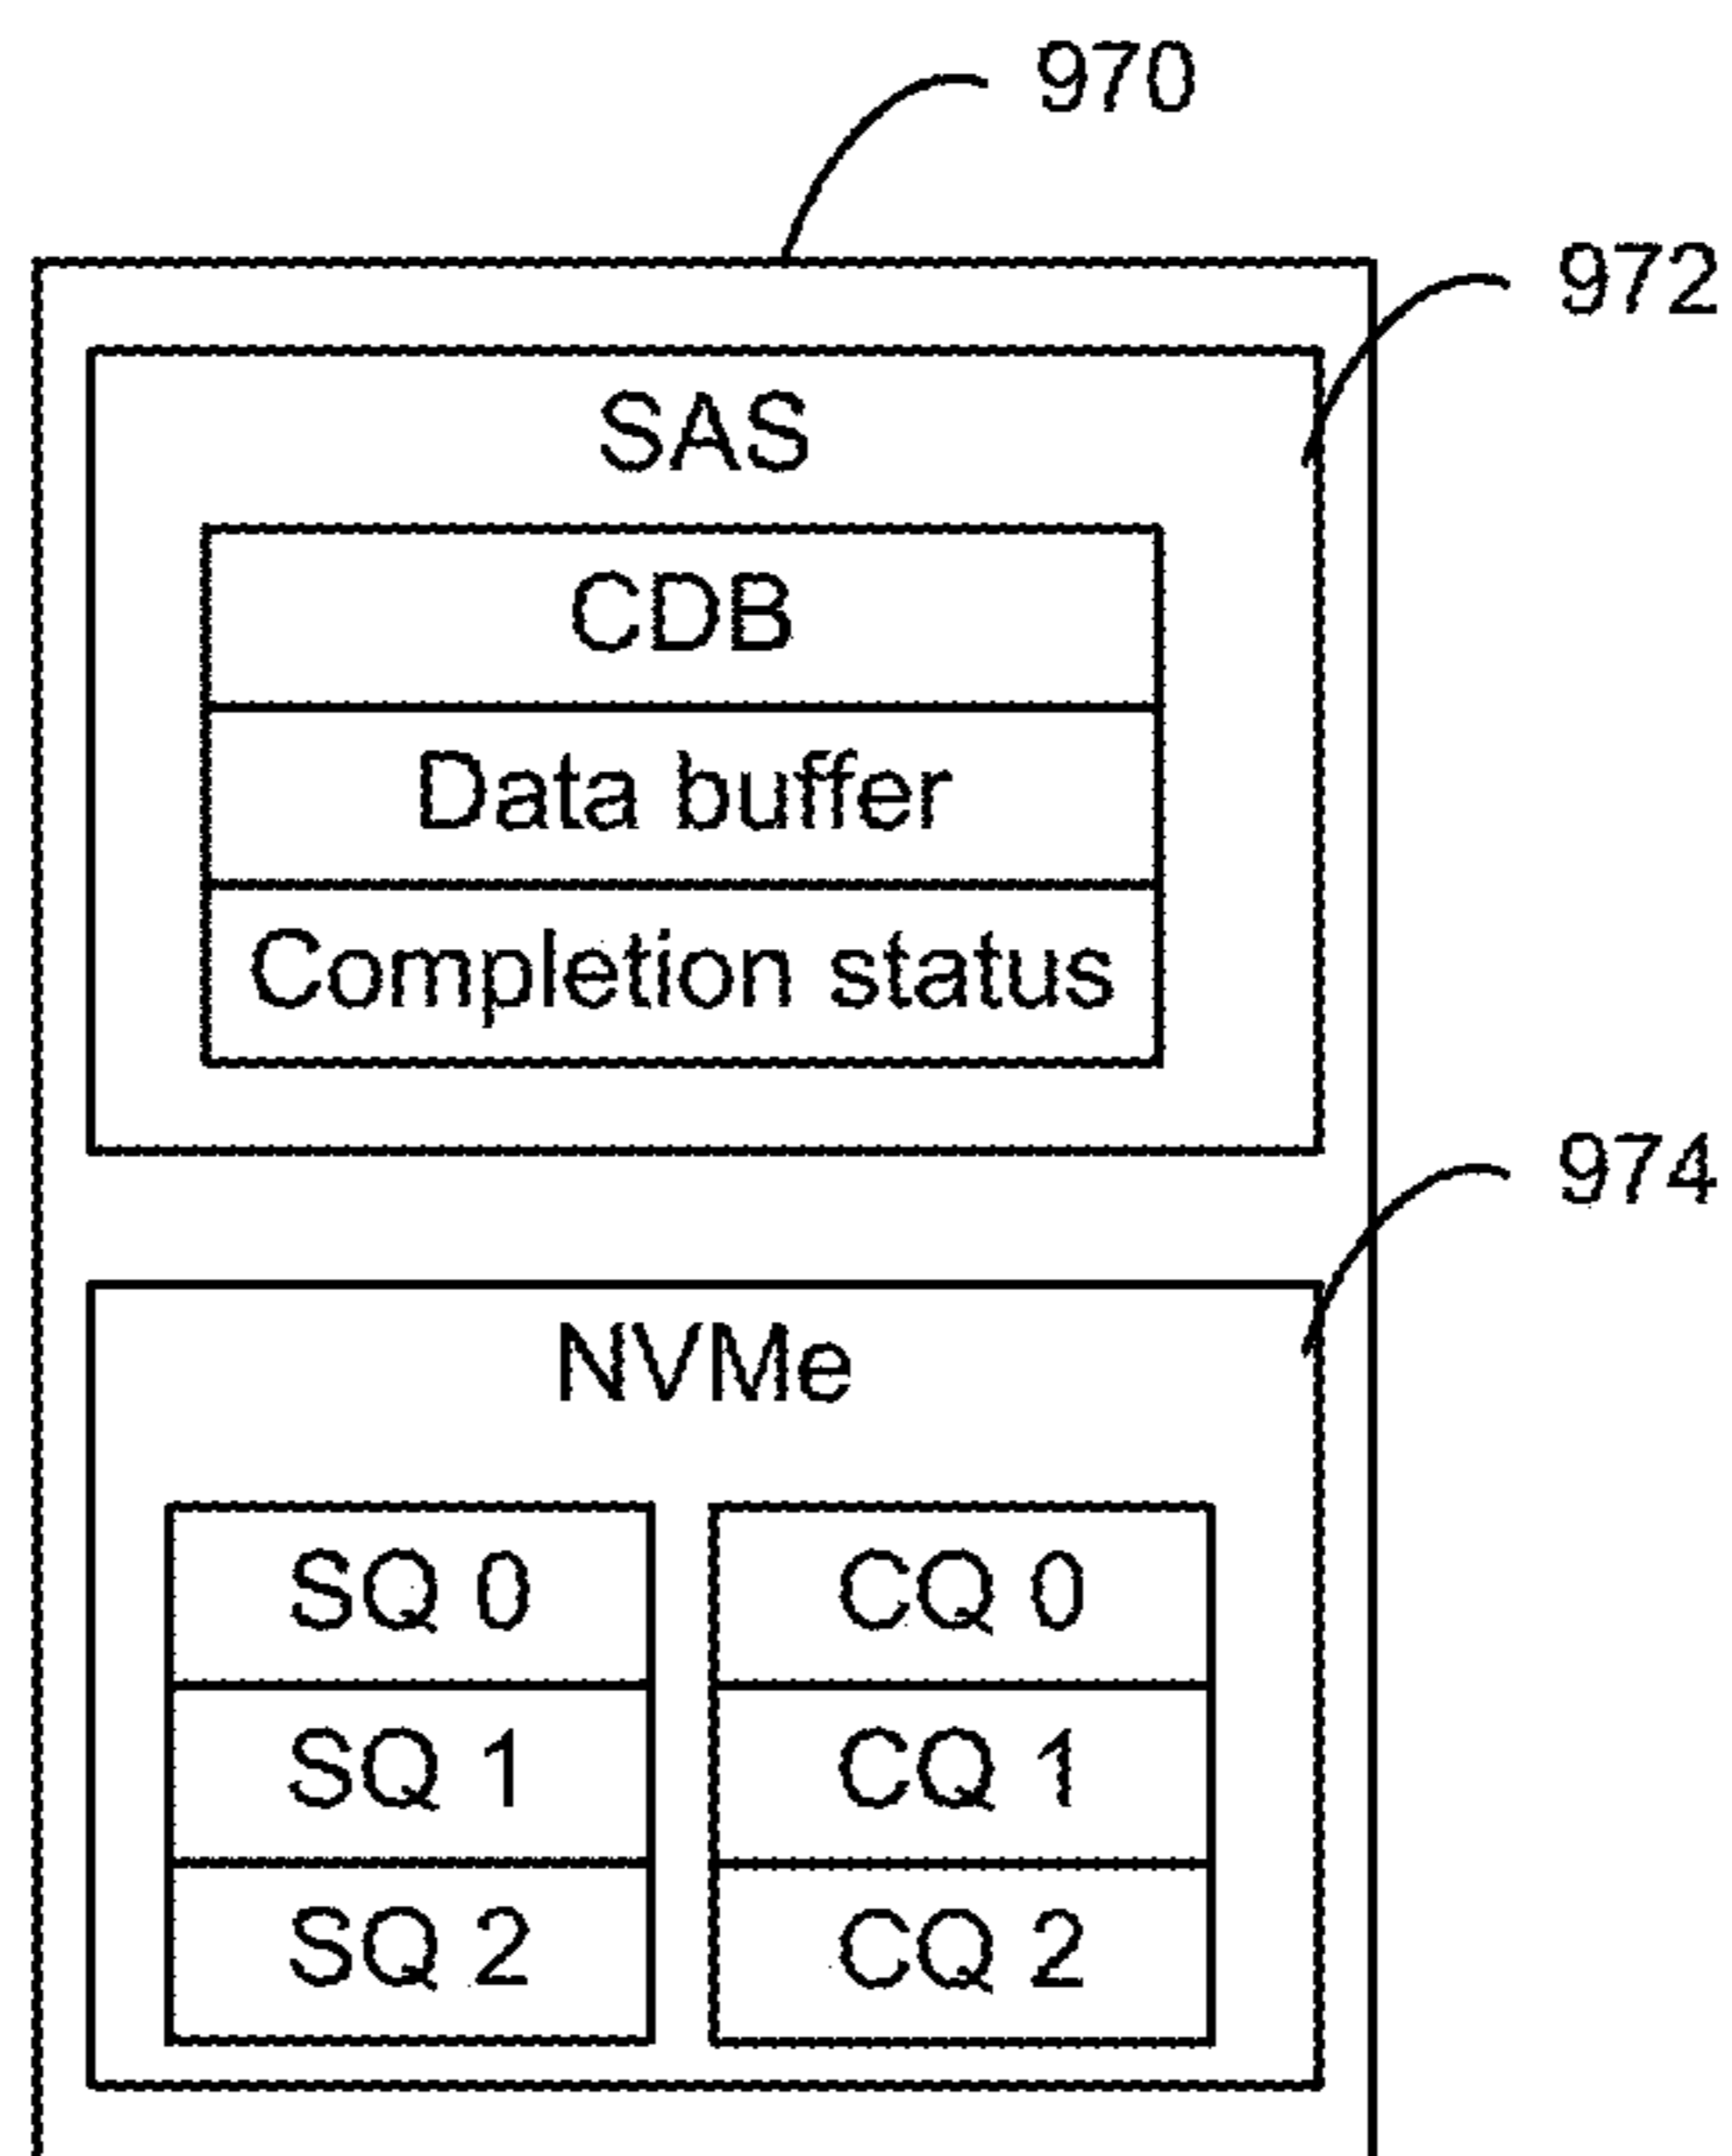 970
972
SAS
CDB
Data buffer
Completion status
974
NVMe
SQ 0 CQ 0
SQ 1 CQ 1
SQ 2 CQ 2